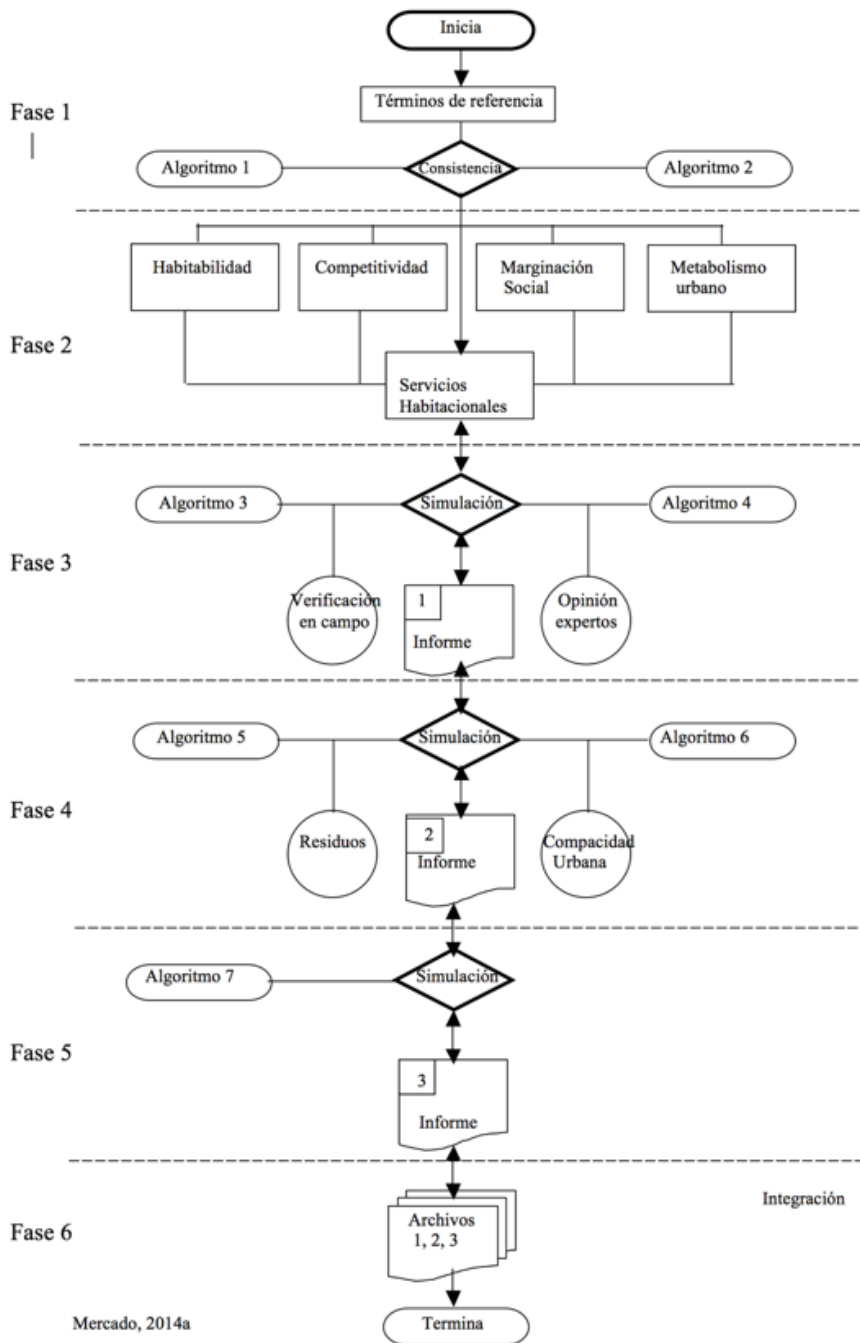 Inicia
Términos de referencia
Fase 1
Algoritmo 1
Consistencia
Algoritmo 2
Habitabilidad
Competitividad
Marginación
Social
Metabolismo
urbano
Fase 2
Servicios
Habitacionales
Algoritmo 3
Simulación
Algoritmo 4
Fase 3
Verificación
en campo
1
Informe
Opinión
expertos
Algoritmo 5
Simulación
Algoritmo 6
Fase 4
Residuos
2
Informe
Compacidad
Urbana
Algoritmo 7
Simulación
Fase 5
3
Informe
Integración
Fase 6
Archivos
1, 2, 3
Mercado, 2014a
Termina